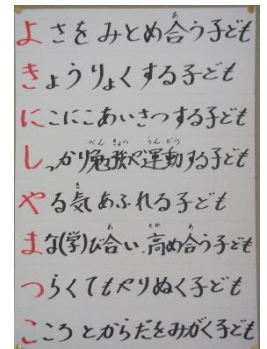 よさをみとめ合う子ども
きょうりょくする子ども
にこにこあいさつする子ども
しっかり勉強や運動する子ども
やる気あふれる子ども
まな(学)び合い、高め合う子ども
つらくてもやりぬく子ども
こころとからだをみがく子ども